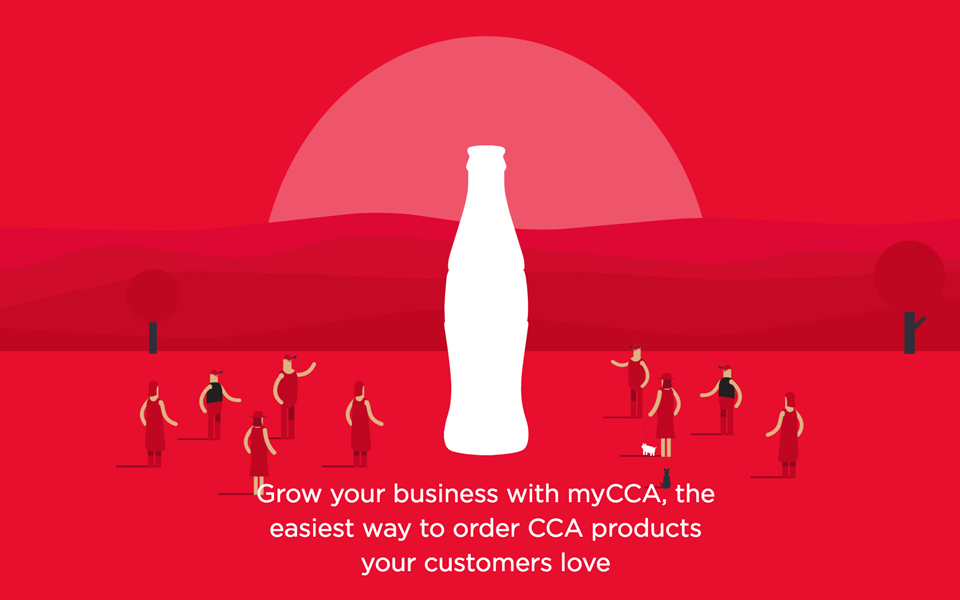 Grow your business with myCCA, the
easiest way to order CCA products
your customers love